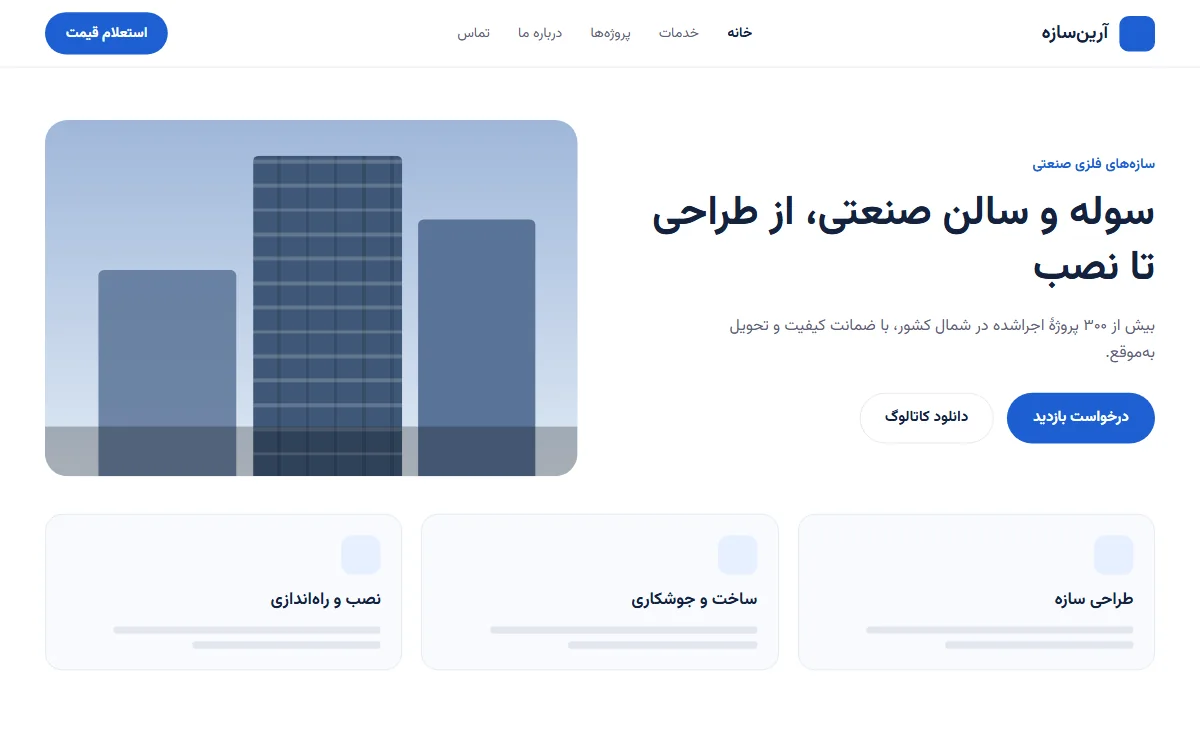 آرین‌سازه
خانه
خدمات
پروژه‌ها
درباره ما
تماس
استعلام قیمت
سازه‌های فلزی صنعتی
سوله و سالن صنعتی، از طراحی
تا نصب
بیش از ۳۰۰ پروژهٔ اجراشده در شمال کشور، با ضمانت کیفیت و تحویل
به‌موقع.
درخواست بازدید
دانلود کاتالوگ
طراحی سازه
ساخت و جوشکاری
نصب و راه‌اندازی